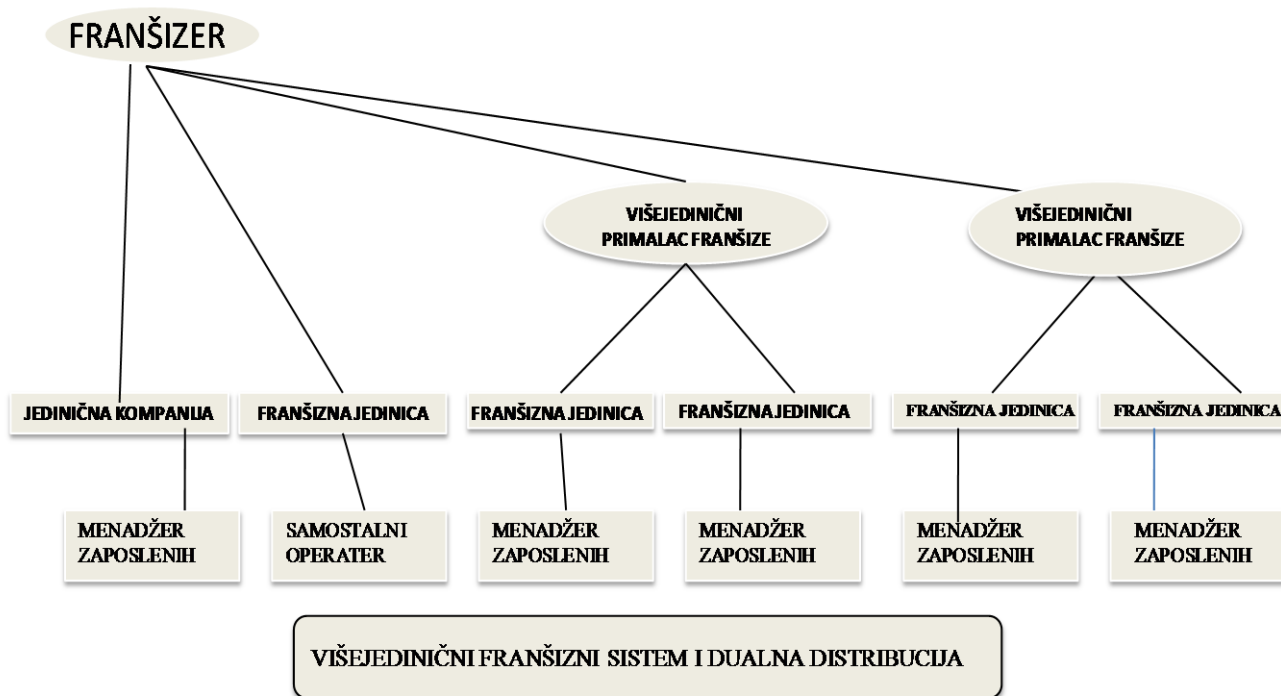 FRANŠIZER
VIŠEJEDINIČNI
PRIMALAC FRANŠIZE
VIŠEJEDINIČNI
PRIMALAC FRANŠIZE
JEDINIČNA KOMPANIJA
FRANŠIZNA JEDINICA
FRANŠIZNA JEDINICA
FRANŠIZNA JEDINICA
FRANŠIZNA JEDINICA
FRANŠIZNA JEDINICA
MENADŽER
ZAPOSLENIH
SAMOSTALNI
OPERATER
MENADŽER
ZAPOSLENIH
MENADŽER
ZAPOSLENIH
MENADŽER
ZAPOSLENIH
MENADŽER
ZAPOSLENIH
VIŠEJEDINIČNI FRANŠIZNI SISTEM I DUALNA DISTRIBUCIJA